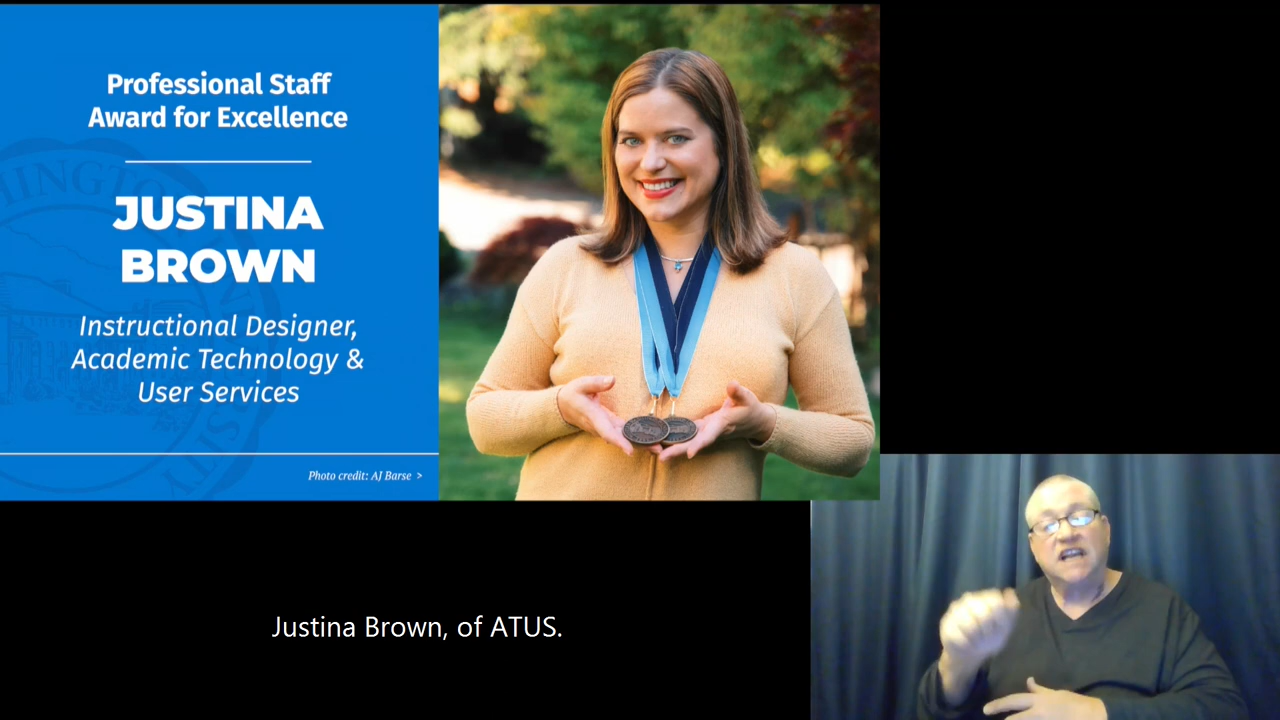 Professional Staff
Award for Excellence
JUSTINA
BROWN
Instructional Designer,
Academic Technology &
User Services
Photo credit: AJ Barse >
Justina Brown, of ATUS.